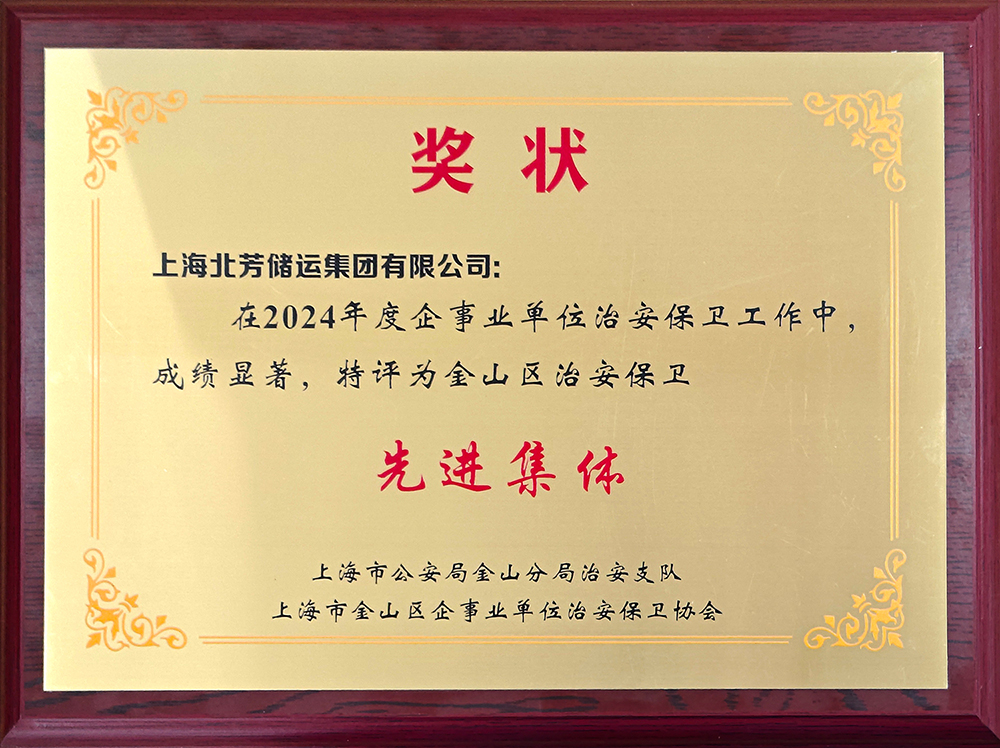 奖状
上海北芳储运集团有限公司:
在2024年度企事业单位治安保卫工作中，
成绩显著，特评为金山区治安保卫
先进集体
上海市公安局金山分局治安支队
上海市金山区企事业单位治安保卫协会